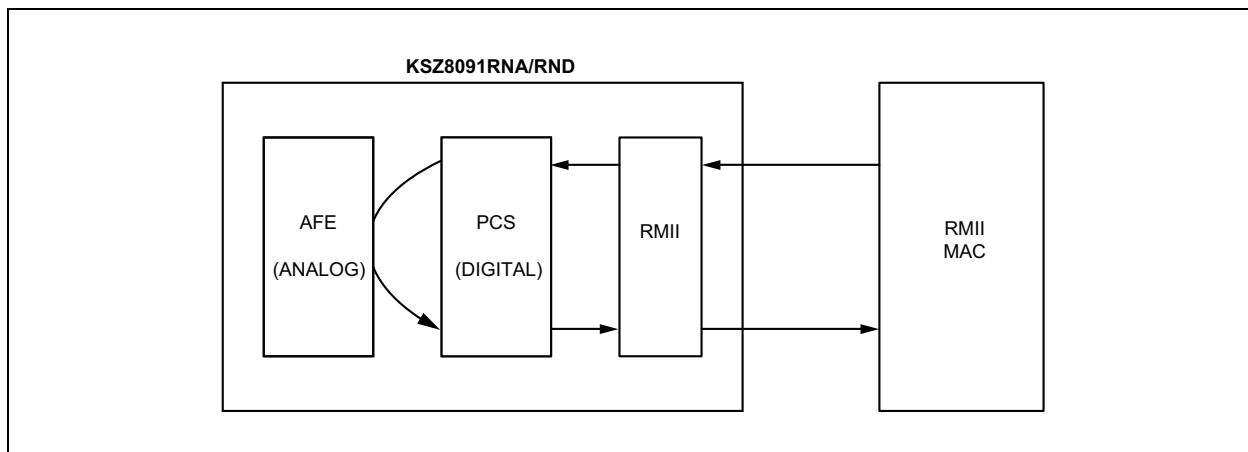 KSZ8091RNA/RND
AFE
(ANALOG)
PCS
(DIGITAL)
RMII
RMII
MAC